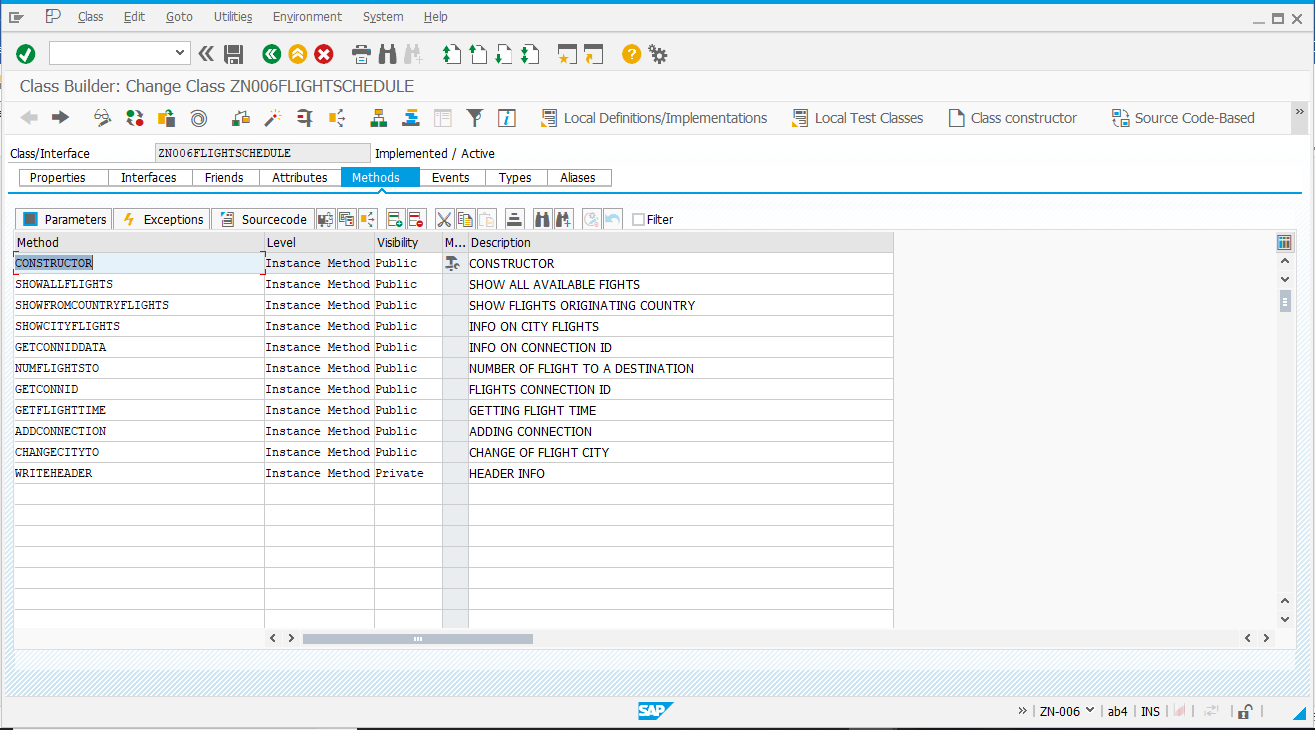 Class Edit Goto Utilities Environment System Help
Class Builder: Change Class ZN006FLIGHTSCHEDULE
Local Definitions/Implementations Local Test Classes Class constructor Source Code-Based
Class/Interface ZN006FLIGHTSCHEDULE Implemented / Active
Properties Interfaces Friends Attributes Methods Events Types Aliases
Parameters Exceptions Sourcecode Filter
Method Level Visibility M... Description
CONSTRUCTOR Instance Method Public CONSTRUCTOR
SHOWALLFLIGHTS Instance Method Public SHOW ALL AVAILABLE FIGHTS
SHOWFROMCOUNTRYFLIGHTS Instance Method Public SHOW FLIGHTS ORIGINATING COUNTRY
SHOWCITYFLIGHTS Instance Method Public INFO ON CITY FLIGHTS
GETCONNIDDATA Instance Method Public INFO ON CONNECTION ID
NUMFLIGHTSTO Instance Method Public NUMBER OF FLIGHT TO A DESTINATION
GETCONNID Instance Method Public FLIGHTS CONNECTION ID
GETFLIGHTTIME Instance Method Public GETTING FLIGHT TIME
ADDCONNECTION Instance Method Public ADDING CONNECTION
CHANGECITYTO Instance Method Public CHANGE OF FLIGHT CITY
WRITEHEADER Instance Method Private HEADER INFO
SAP ZN-006 ab4 INS